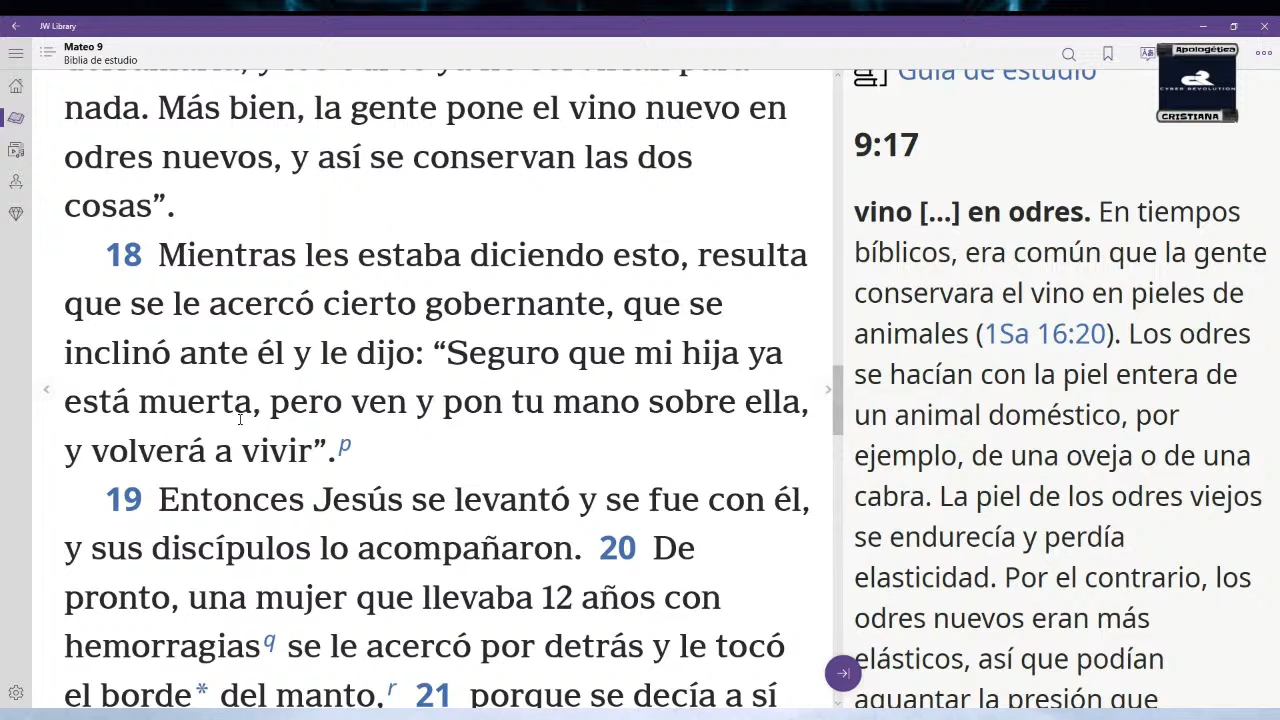 JW Library
Mateo 9
Biblia de estudio
nada. Más bien, la gente pone el vino nuevo en
odres nuevos, y así se conservan las dos
cosas”.
18 Mientras les estaba diciendo esto, resulta
que se le acercó cierto gobernante, que se
inclinó ante él y le dijo: “Seguro que mi hija ya
está muerta, pero ven y pon tu mano sobre ella,
y volverá a vivir”.p
19 Entonces Jesús se levantó y se fue con él,
y sus discípulos lo acompañaron. 20 De
pronto, una mujer que llevaba 12 años con
hemorragiasq se le acercó por detrás y le tocó
el borde* del manto,r 21 porque se decía a sí
Guía de estudio
9:17
vino [...] en odres. En tiempos
bíblicos, era común que la gente
conservara el vino en pieles de
animales (1Sa 16:20). Los odres
se hacían con la piel entera de
un animal doméstico, por
ejemplo, de una oveja o de una
cabra. La piel de los odres viejos
se endurecía y perdía
elasticidad. Por el contrario, los
odres nuevos eran más
elásticos, así que podían
aguantar la presión que
Apologética
CYBER REVOLUTION
CRISTIANA